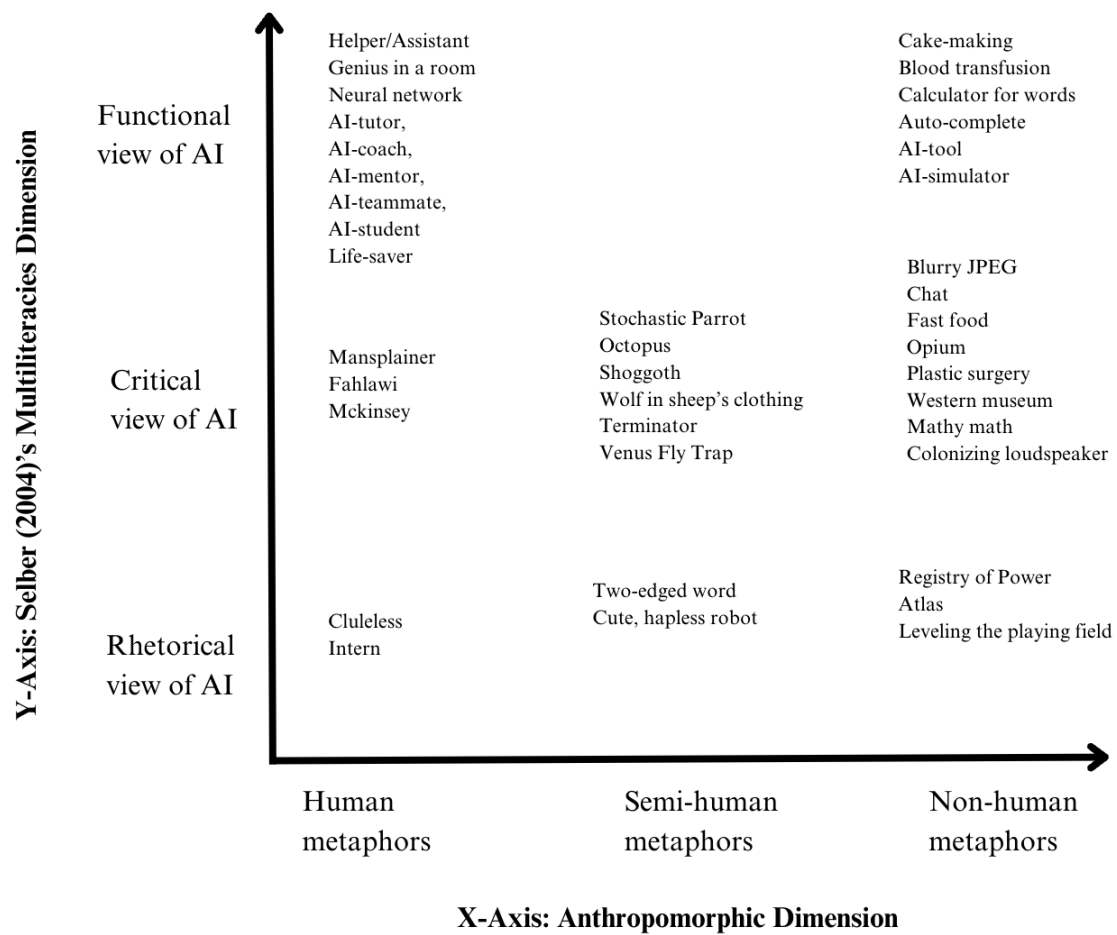 Y-Axis: Selber (2004)'s Multiliteracies Dimension
Functional
view of AI
Helper/Assistant
Genius in a room
Neural network
AI-tutor,
AI-coach,
AI-mentor,
AI-teammate,
AI-student
Life-saver
Cake-making
Blood transfusion
Calculator for words
Auto-complete
AI-tool
AI-simulator
Critical
view of AI
Mansplainer
Fahlawi
Mckinsey
Stochastic Parrot
Octopus
Shoggoth
Wolf in sheep's clothing
Terminator
Venus Fly Trap
Blurry JPEG
Chat
Fast food
Opium
Plastic surgery
Western museum
Mathy math
Colonizing loudspeaker
Rhetorical
view of AI
Cluleless
Intern
Two-edged word
Cute, hapless robot
Registry of Power
Atlas
Leveling the playing field
Human
metaphors
Semi-human
metaphors
Non-human
metaphors
X-Axis: Anthropomorphic Dimension